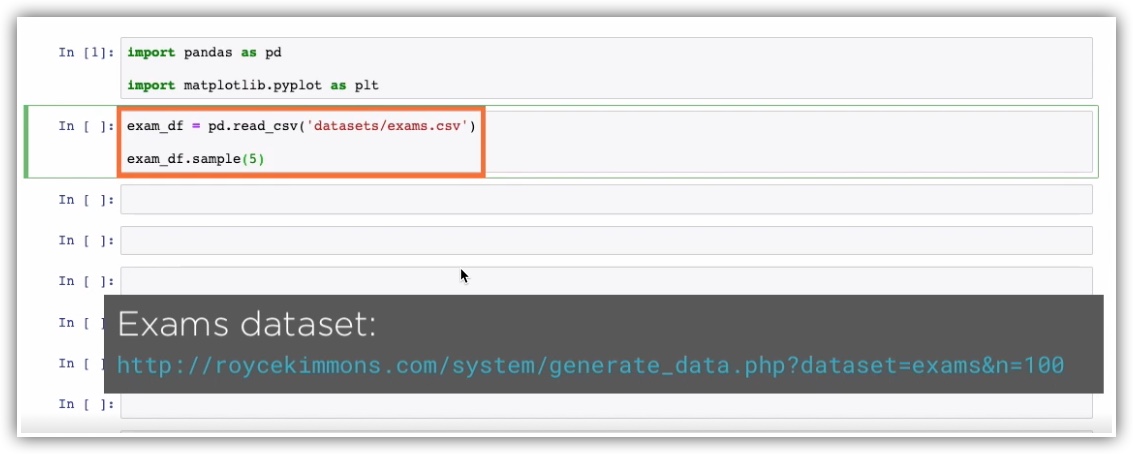 In [1]: import pandas as pd
import matplotlib.pyplot as plt
In [ ]: exam_df = pd.read_csv('datasets/exams.csv')
exam_df.sample(5)
In [ ]:
In [ ]:
In [ ]:
In [ ]:
Exams dataset:
In [ ]:
http://roycekimmons.com/system/generate_data.php?dataset=exams&n=100
In [ ]: